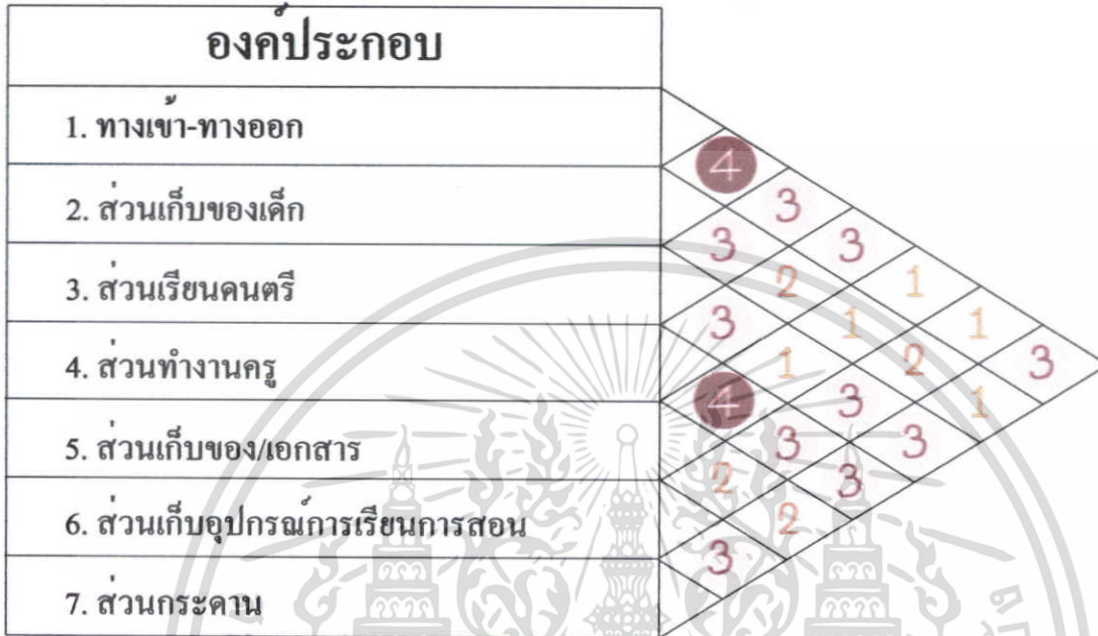 องค์ประกอบ
1. ทางเข้า-ทางออก
4
2. ส่วนเก็บของเด็ก
3
3 3
3. ส่วนเรียนดนตรี
2 1
3 1 1
4. ส่วนทำงานครู
1 2 3
4 3 1
5. ส่วนเก็บของ/เอกสาร
3 3
2 3
6. ส่วนเก็บอุปกรณ์การเรียนการสอน
2
3
7. ส่วนกระดาน